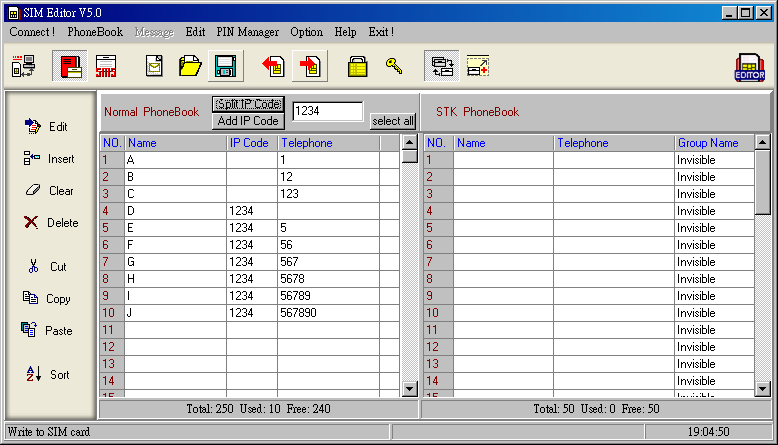 SIM Editor V5.0
Connect ! PhoneBook Message Edit PIN Manager Option Help Exit !
SMS
EDITOR
Normal PhoneBook Split IP Code 1234
Add IP Code select all
STK PhoneBook
Edit
Insert
Clear
Delete
Cut
Copy
Paste
A
Z Sort
NO. Name IP Code Telephone
1 A 1
2 B 12
3 C 123
4 D 1234
5 E 1234 5
6 F 1234 56
7 G 1234 567
8 H 1234 5678
9 I 1234 56789
10 J 1234 567890
11
12
13
14
15
Total: 250 Used: 10 Free: 240
NO. Name Telephone Group Name
1 Invisible
2 Invisible
3 Invisible
4 Invisible
5 Invisible
6 Invisible
7 Invisible
8 Invisible
9 Invisible
10 Invisible
11 Invisible
12 Invisible
13 Invisible
14 Invisible
15 Invisible
Total: 50 Used: 0 Free: 50
Write to SIM card 19:04:50